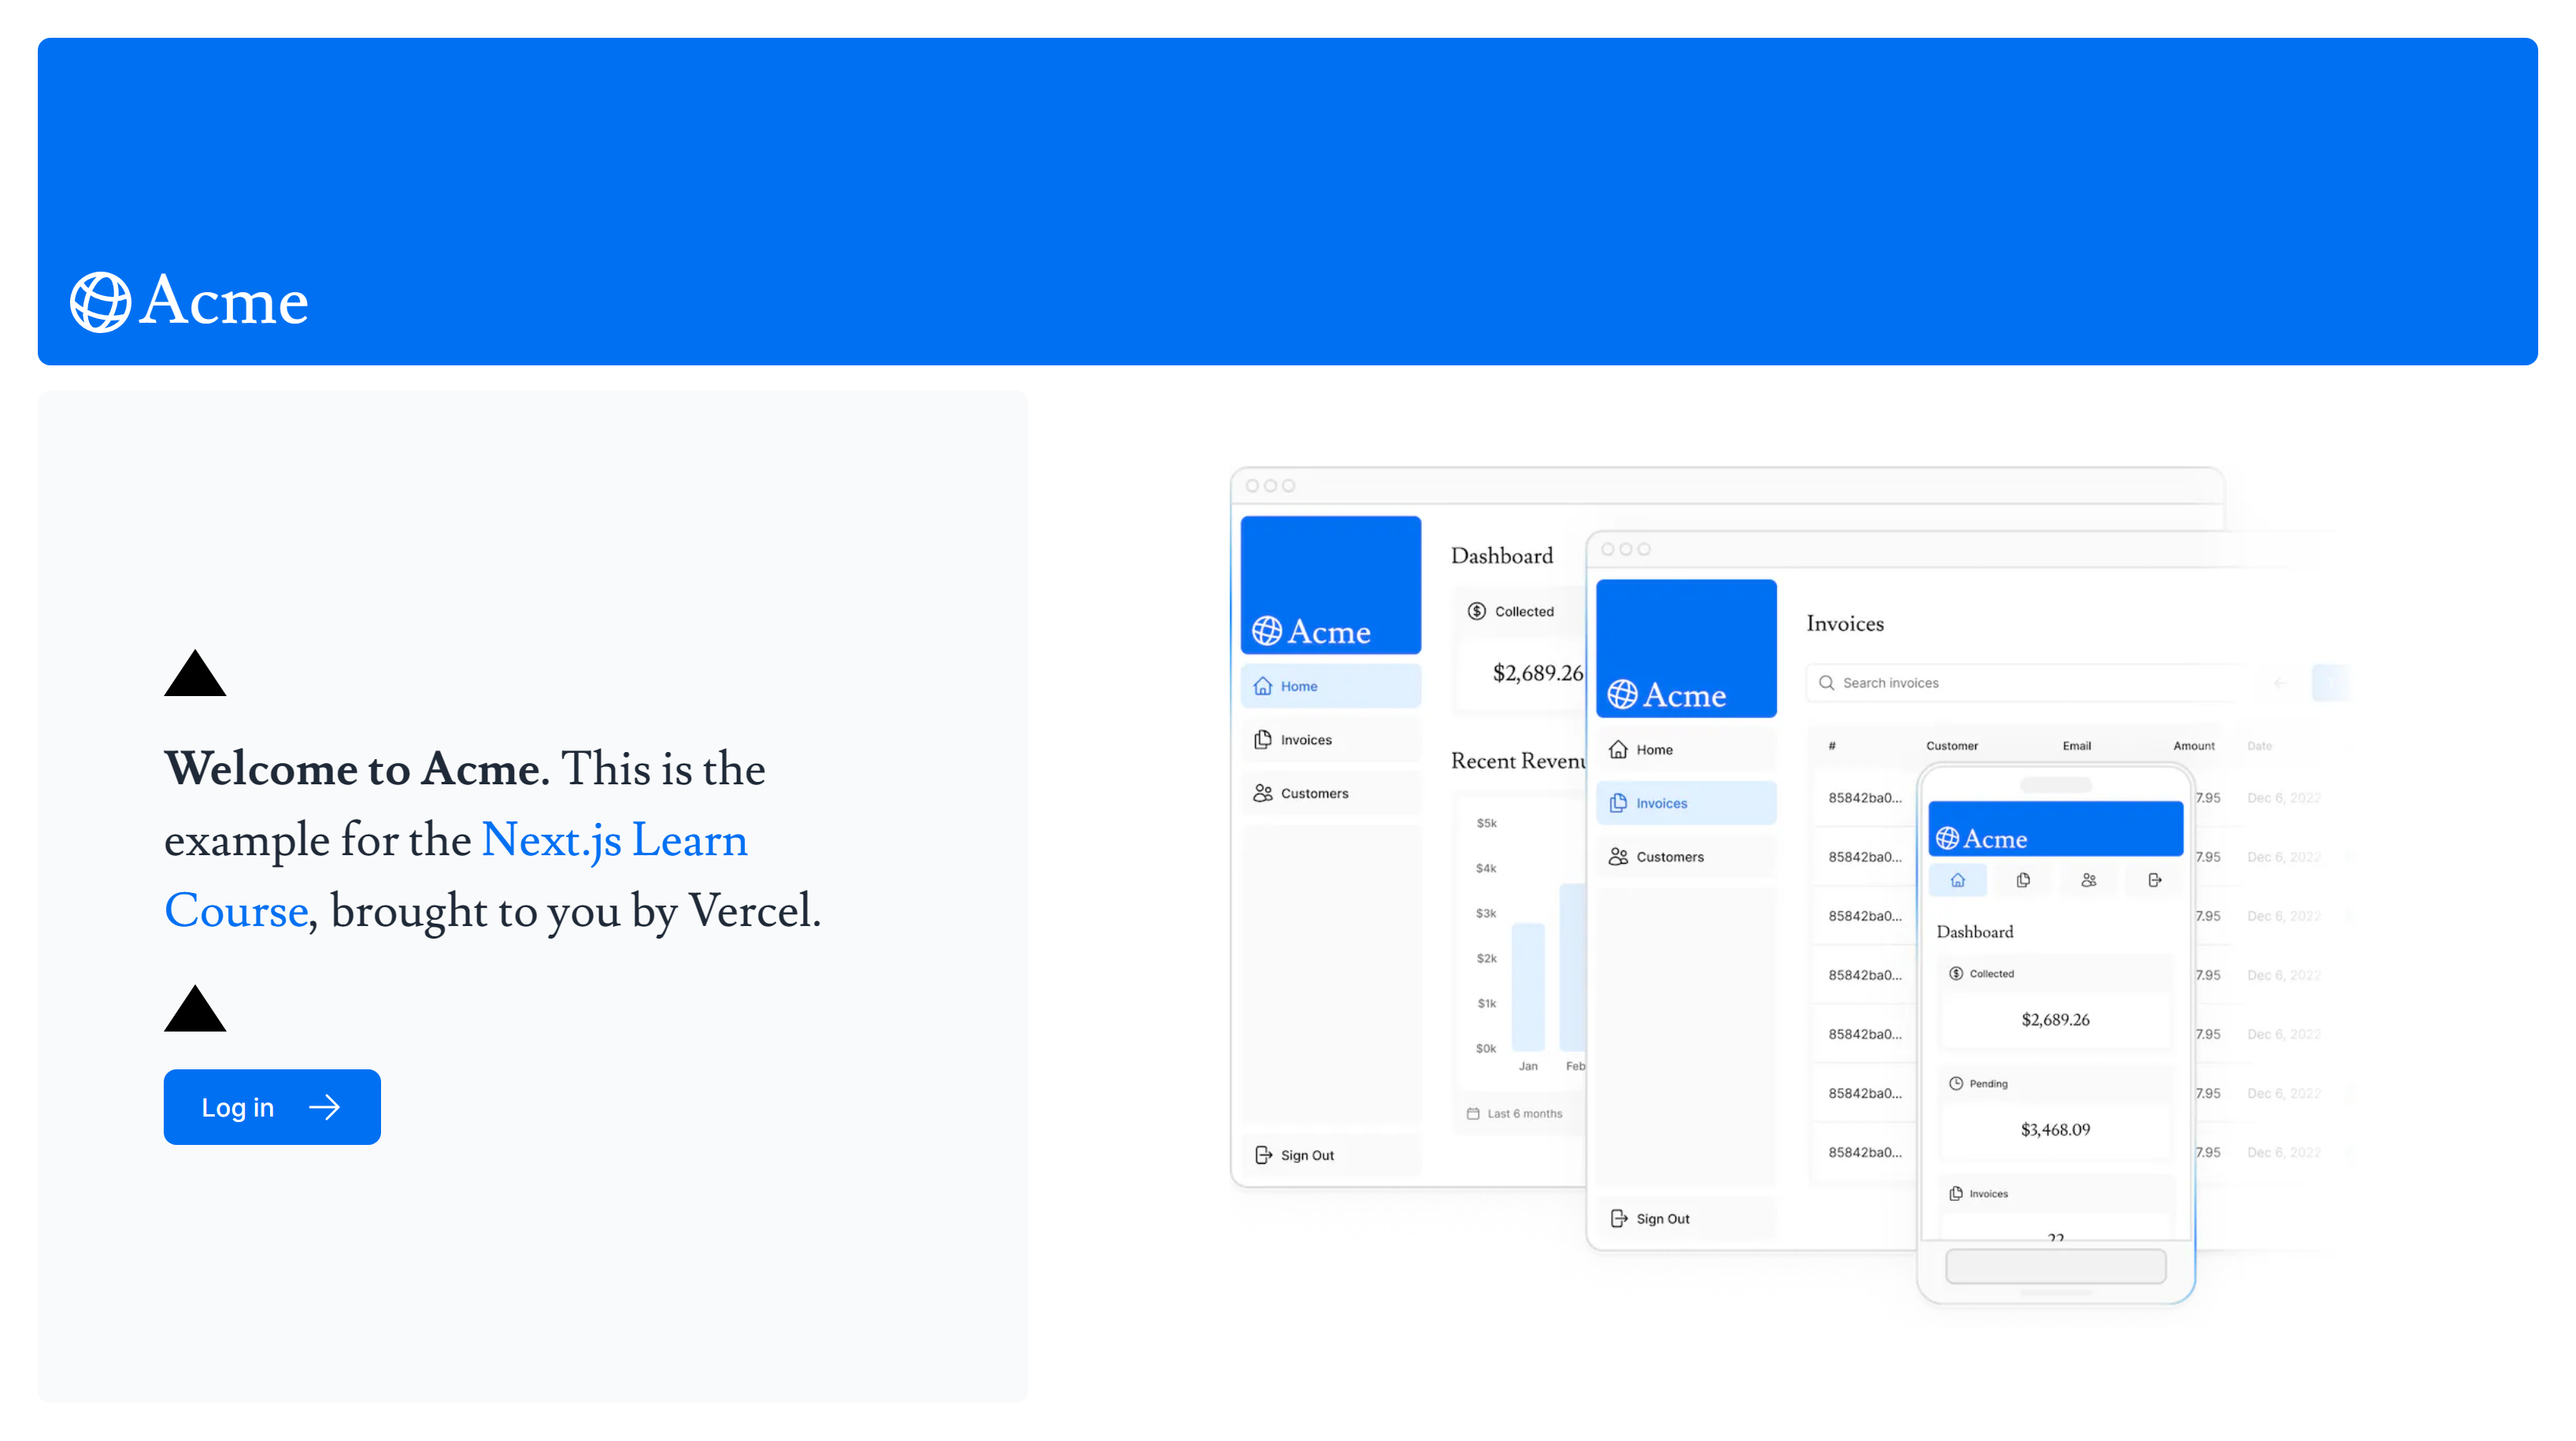 Acme
Welcome to Acme. This is the
example for the Next.js Learn
Course, brought to you by Vercel.
Log in
Acme
Home
Invoices
Customers
Sign Out
Dashboard
Collected
$2,689.26
Recent Revenu
$5k
$4k
$3k
$2k
$1k
$0k
Jan Feb
Last 6 months
Acme
Home
Invoices
Customers
Sign Out
Invoices
Search invoices
# Customer Email Amount Date
85842ba0... 7.95 Dec 6, 2022
85842ba0... 7.95 Dec 6, 2022
85842ba0... 7.95 Dec 6, 2022
85842ba0... 7.95 Dec 6, 2022
85842ba0... 7.95 Dec 6, 2022
85842ba0... 7.95 Dec 6, 2022
85842ba0... 7.95 Dec 6, 2022
Acme
Dashboard
Collected
$2,689.26
Pending
$3,468.09
Invoices
22